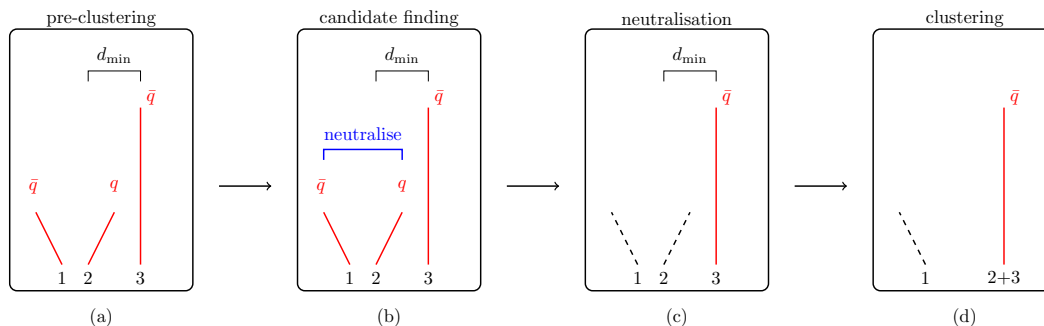 pre-clustering
d_min
q̄
q̄
q
1 2 3
(a)
candidate finding
d_min
q̄
neutralise
q̄
q
1 2 3
(b)
neutralisation
d_min
q̄
1 2 3
(c)
clustering
q̄
1
2+3
(d)